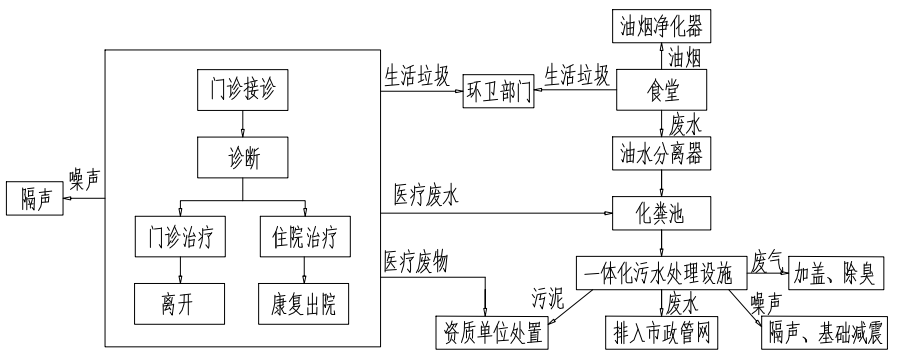 油烟净化器
油烟
门诊接诊
生活垃圾
环卫部门
生活垃圾
食堂
废水
诊断
油水分离器
噪声
隔声
医疗废水
化粪池
门诊治疗
住院治疗
医疗废物
一体化污水处理设施
废气
加盖、除臭
离开
康复出院
污泥
废水
噪声
资质单位处置
排入市政管网
隔声、基础减震